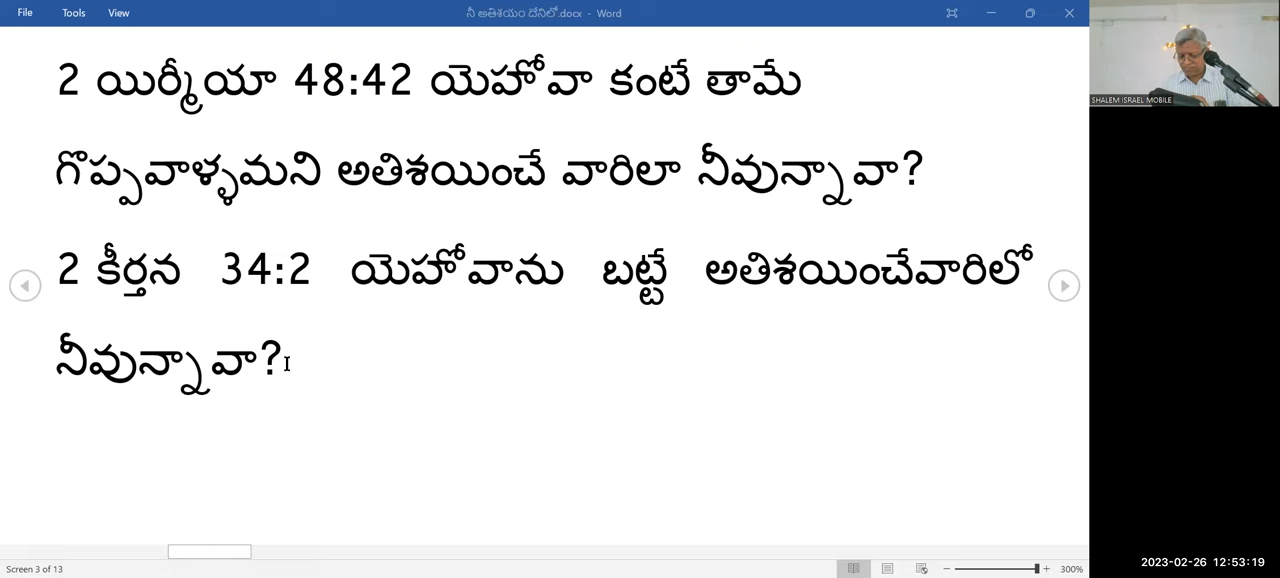 File Tools View నీ అతిశయం దేనిలో.docx - Word
2 యిర్మీయా 48:42 యెహోవా కంటే తామే
గొప్పవాళ్ళమని అతిశయించే వారిలా నీవున్నావా?
2 కీర్తన 34:2 యెహోవాను బట్టే అతిశయించేవారిలో
నీవున్నావా?
SHALEM ISRAEL MOBILE
2023-02-26 12:53:19
Screen 3 of 13 300%